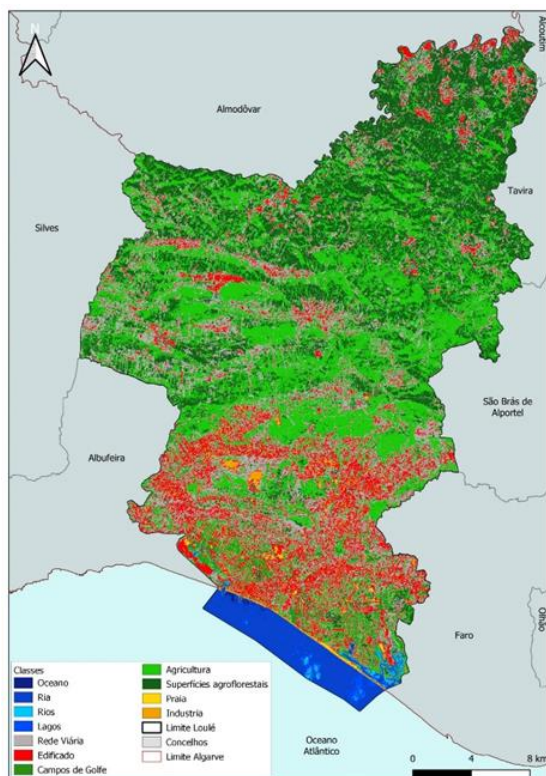 Alcoutim
Almodôvar
Tavira
Silves
São Brás de
Alportel
Albufeira
Olhão
Faro
Classes
Oceano
Ria
Rios
Lagos
Rede Viária
Edificado
Campos de Golfe
Agricultura
Superfícies agroflorestais
Praia
Industria
Limite Loulé
Concelhos
Limite Algarve
Oceano
Atlântico
0 4 8 km